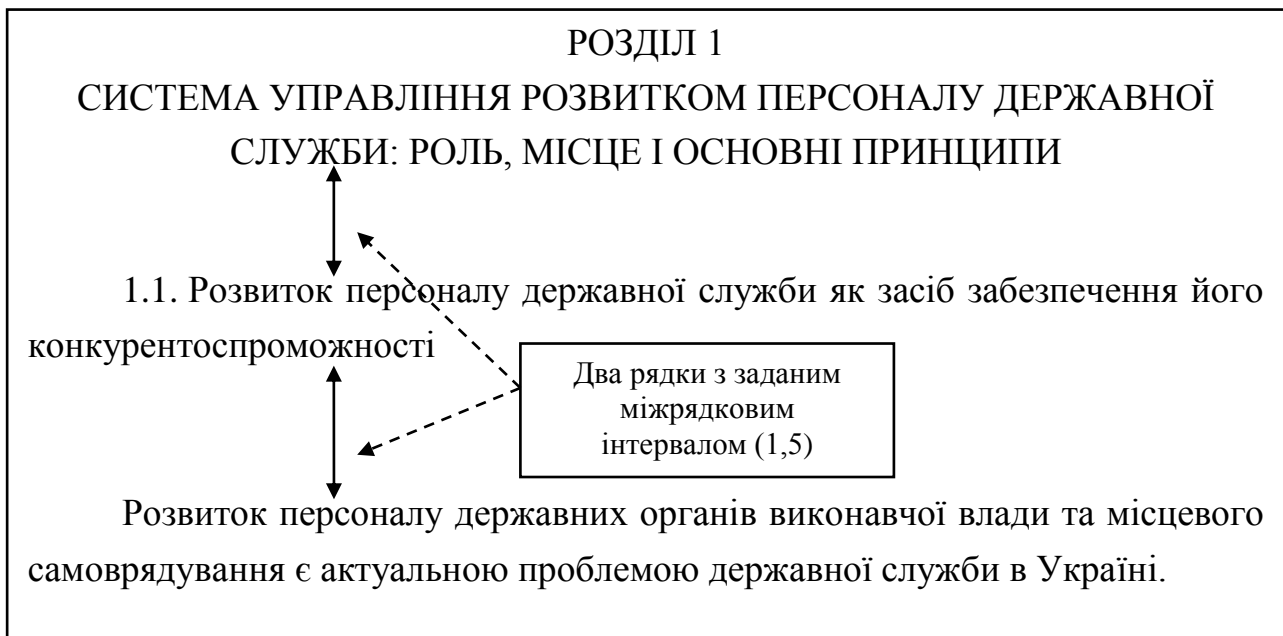 РОЗДІЛ 1
СИСТЕМА УПРАВЛІННЯ РОЗВИТКОМ ПЕРСОНАЛУ ДЕРЖАВНОЇ
СЛУЖБИ: РОЛЬ, МІСЦЕ І ОСНОВНІ ПРИНЦИПИ
1.1. Розвиток персоналу державної служби як засіб забезпечення його
конкурентоспроможності
Два рядки з заданим
міжрядковим
інтервалом (1,5)
Розвиток персоналу державних органів виконавчої влади та місцевого
самоврядування є актуальною проблемою державної служби в Україні.